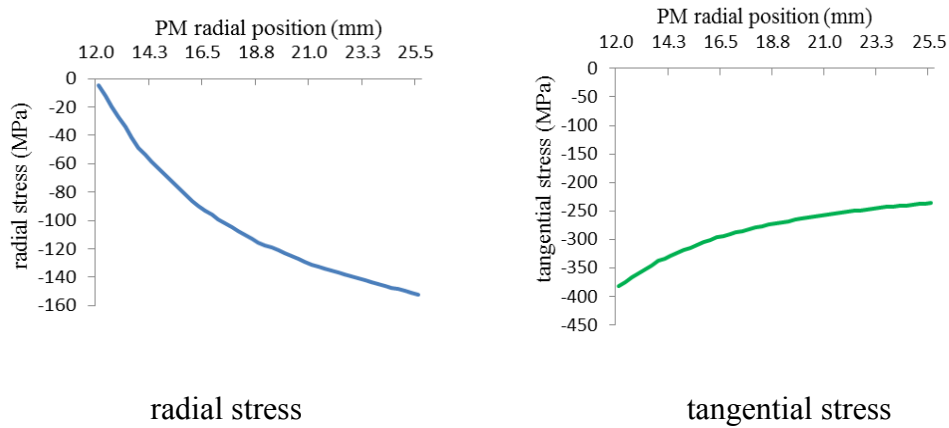 PM radial position (mm)
12.0 14.3 16.5 18.8 21.0 23.3 25.5
0
-20
-40
-60
-80
-100
-120
-140
-160
radial stress (MPa)
radial stress
PM radial position (mm)
12.0 14.3 16.5 18.8 21.0 23.3 25.5
0
-50
-100
-150
-200
-250
-300
-350
-400
-450
tangential stress (MPa)
tangential stress